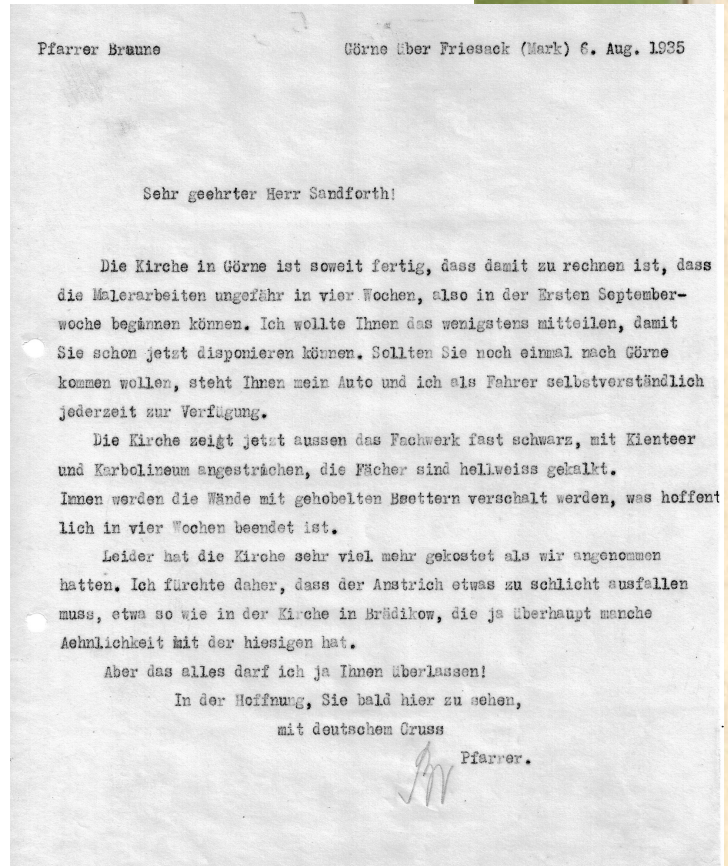 Pfarrer Braune Görne über Friesack (Mark) 6. Aug. 1935
Sehr geehrter Herr Sandforth!
Die Kirche in Görne ist soweit fertig, dass damit zu rechnen ist, dass
die Malerarbeiten ungefähr in vier Wochen, also in der Ersten September-
woche beginnen können. Ich wollte Ihnen das wenigstens mitteilen, damit
Sie schon jetzt disponieren können. Sollten Sie noch einmal nach Görne
kommen wollen, steht Ihnen mein Auto und ich als Fahrer selbstverständlich
jederzeit zur Verfügung.
Die Kirche zeigt jetzt aussen das Fachwerk fast schwarz, mit Kienteer
und Karbolineum angestrichen, die Fächer sind hellweiss gekalkt.
Innen werden die Wände mit gehobelten Brettern verschalt werden, was hoffent
lich in vier Wochen beendet ist.
Leider hat die Kirche sehr viel mehr gekostet als wir angenommen
hatten. Ich fürchte daher, dass der Anstrich etwas zu schlicht ausfallen
muss, etwa so wie in der Kirche in Brädikow, die ja überhaupt manche
Aehnlichkeit mit der hiesigen hat.
Aber das alles darf ich ja Ihnen überlassen!
In der Hoffnung, Sie bald hier zu sehen,
mit deutschem Gruss
Pfarrer.
Br